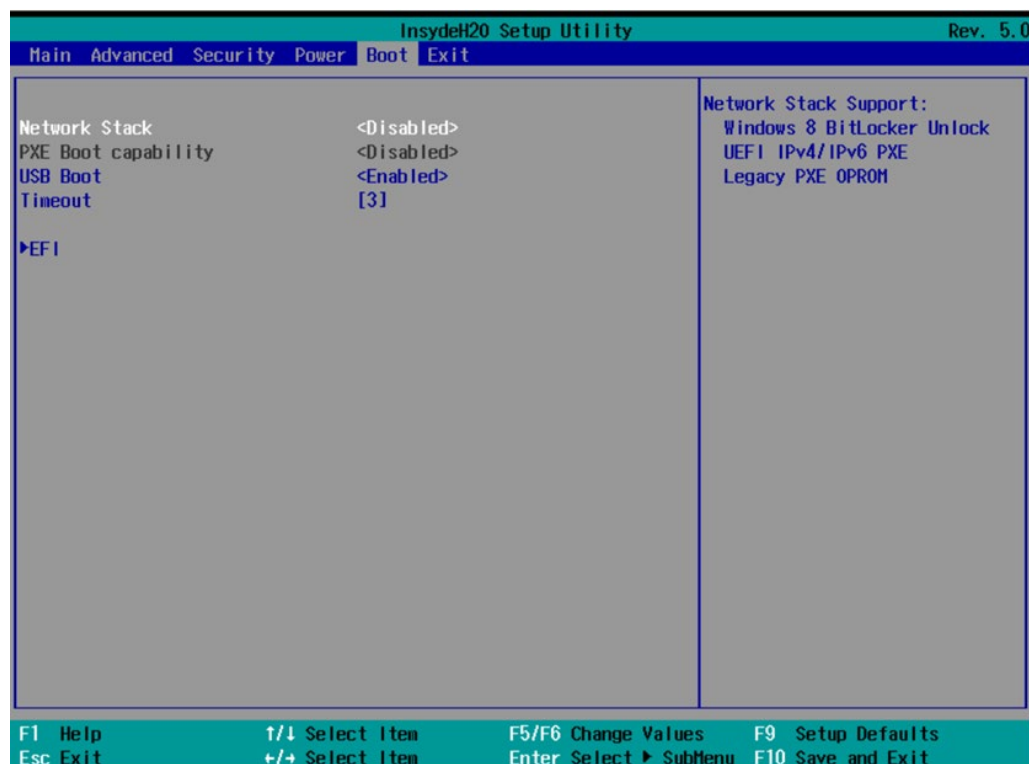 InsydeH2O Setup Utility Rev. 5.0
Main Advanced Security Power Boot Exit
Network Stack <Disabled>
PXE Boot capability <Disabled>
USB Boot <Enabled>
Timeout [3]
▶EFI
Network Stack Support:
Windows 8 BitLocker Unlock
UEFI IPv4/IPv6 PXE
Legacy PXE OPROM
F1 Help ↑/↓ Select Item F5/F6 Change Values F9 Setup Defaults
Esc Exit ←/→ Select Item Enter Select ▶ SubMenu F10 Save and Exit